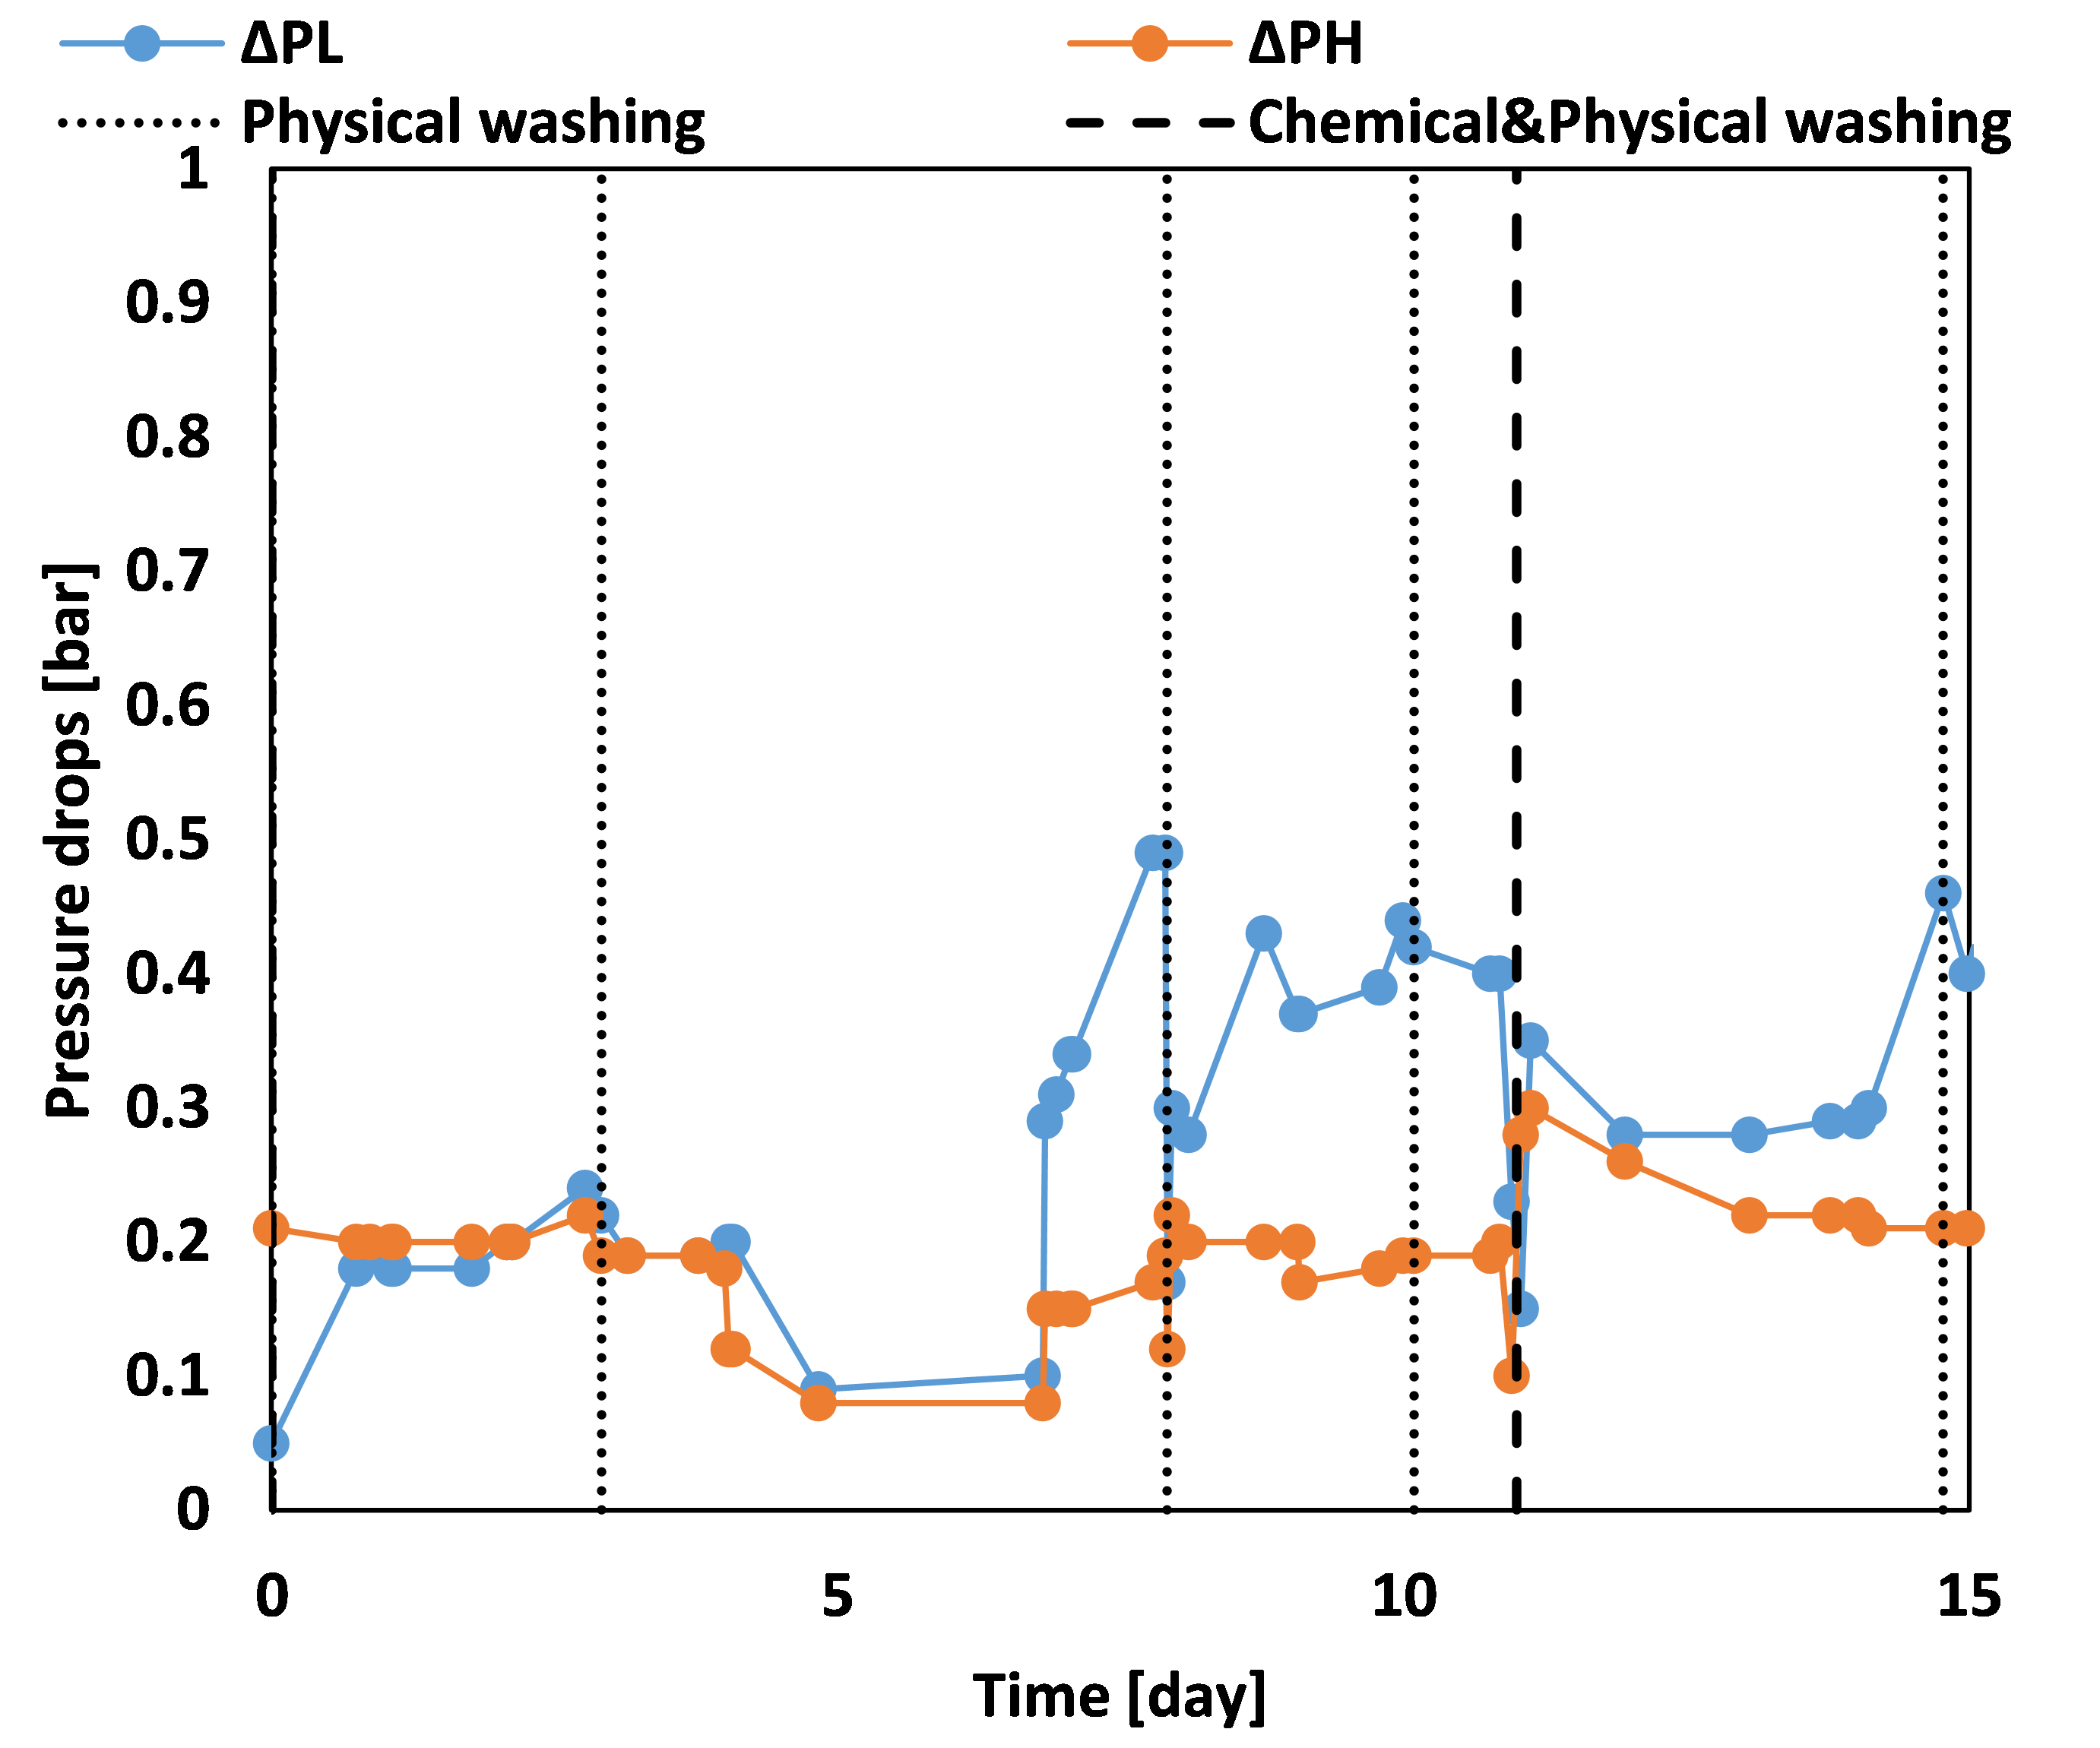 ΔPL
ΔPH
Physical washing
Chemical&Physical washing
1
0.9
0.8
0.7
0.6
0.5
0.4
0.3
0.2
0.1
0
Pressure drops [bar]
0
5
10
15
Time [day]